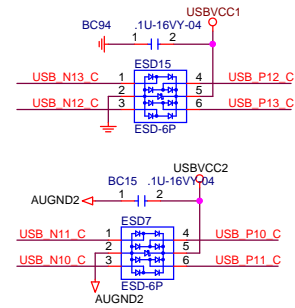 USBVCC1
BC94 .1U-16VY-04
1 2
ESD15
USB_N13_C 1 4 USB_P12_C
2 5
USB_N12_C 3 6 USB_P13_C
ESD-6P
USBVCC2
BC15 .1U-16VY-04
AUGND2 1 2
ESD7
USB_N11_C 1 4 USB_P10_C
2 5
USB_N10_C 3 6 USB_P11_C
ESD-6P
AUGND2